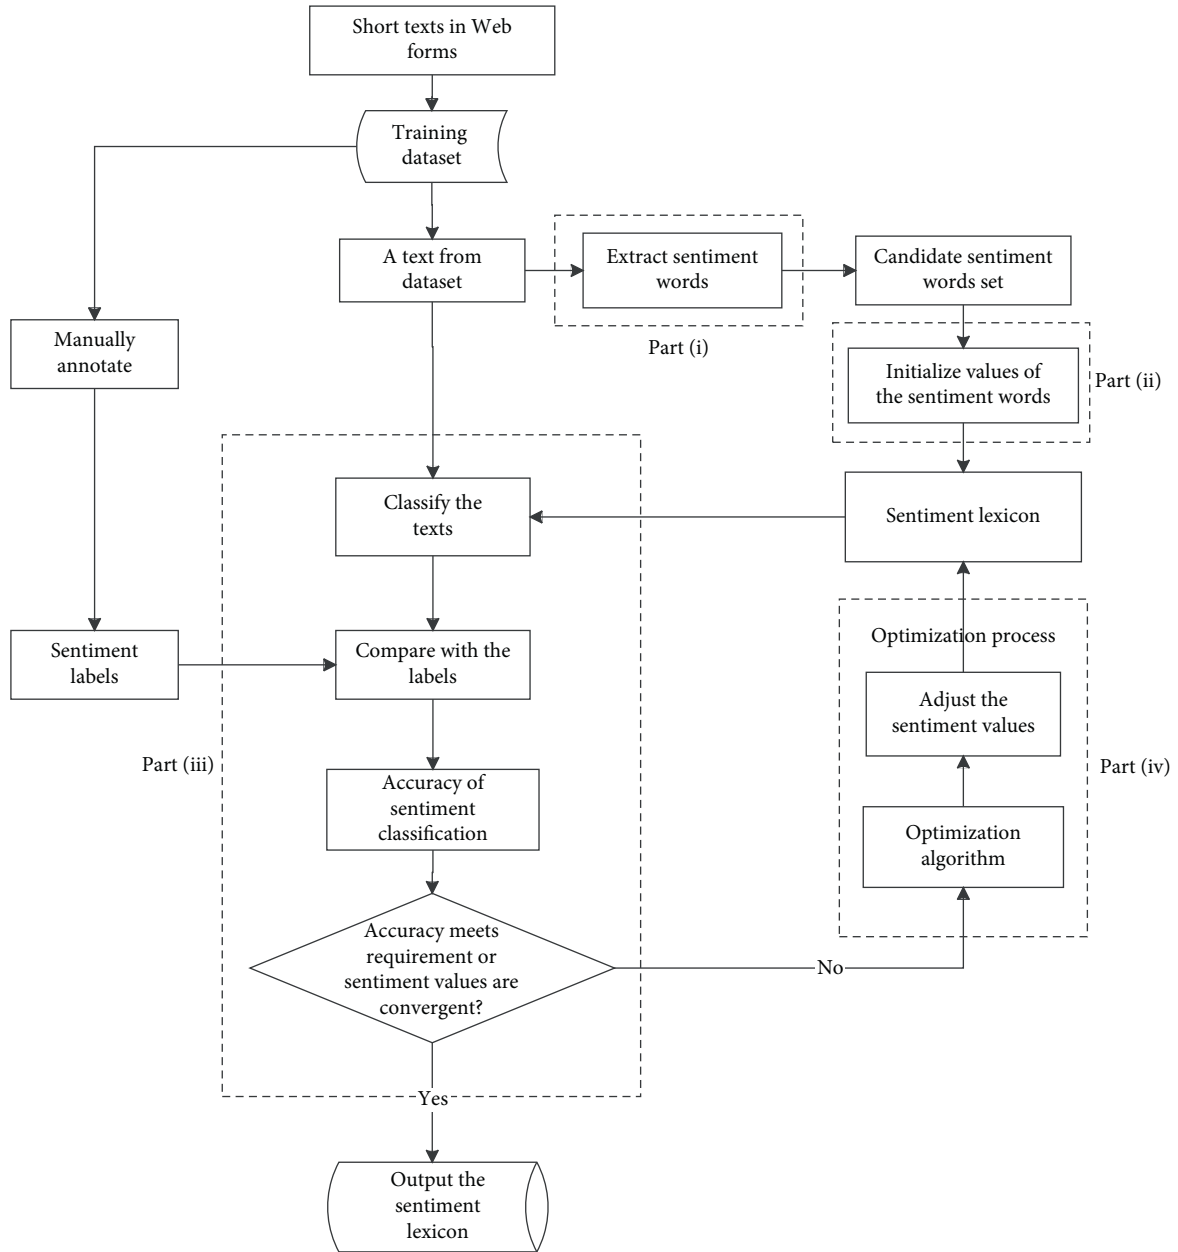 Short texts in Web
forms
Training
dataset
A text from
dataset
Extract sentiment
words
Candidate sentiment
words set
Part (i)
Manually
annotate
Initialize values of
the sentiment words
Part (ii)
Classify the
texts
Sentiment lexicon
Sentiment
labels
Compare with the
labels
Optimization process
Adjust the
sentiment values
Part (iii)
Part (iv)
Accuracy of
sentiment
classification
Optimization
algorithm
Accuracy meets
requirement or
sentiment values are
convergent?
No
Yes
Output the
sentiment
lexicon